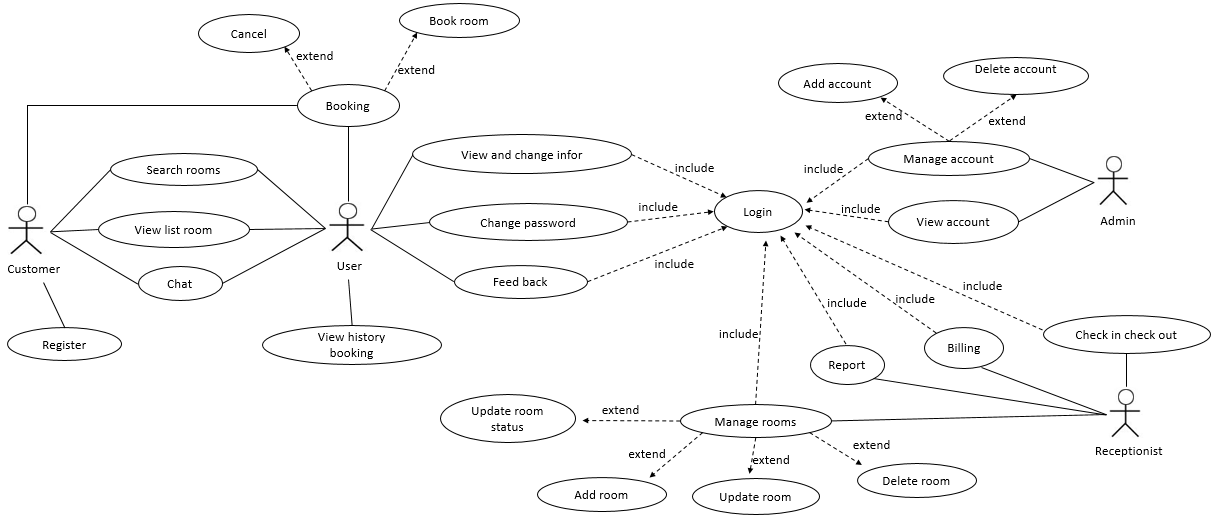 Cancel
Book room
extend
extend
Booking
Add account
Delete account
extend
extend
Search rooms
View and change infor
include
Manage account
include
View list room
Change password
include
Login
include
View account
Admin
Customer
User
Chat
Feed back
include
include
Register
View history
booking
include
include
include
Report
Billing
Check in check out
Update room
status
extend
Manage rooms
Receptionist
extend
extend
extend
Add room
Update room
Delete room